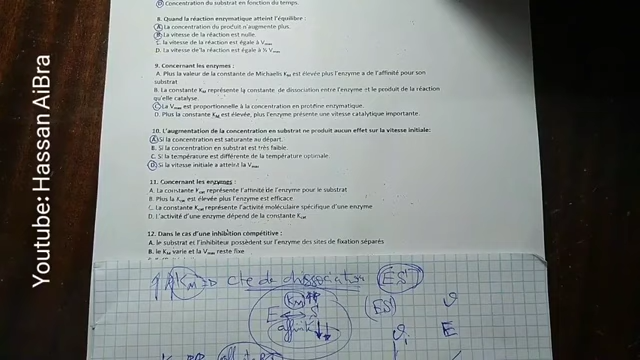 D Concentration du substrat en fonction du temps.
8. Quand la réaction enzymatique atteint l'équilibre :
A La concentration du produit n'augmente plus.
B La vitesse de la réaction est nulle.
C. la vitesse de la réaction est égale à Vmax
D. La vitesse de la réaction est égale à ½ Vmax
9. Concernant les enzymes :
A. Plus la valeur de la constante de Michaelis KM est élevée plus l'enzyme a de l'affinité pour son
substrat
B. La constante KM représente la constante de dissociation entre l'enzyme et le produit de la réaction
qu'elle catalyse.
C La Vmax est proportionnelle à la concentration en protéine enzymatique.
D. Plus la constante KM est élevée, plus l'enzyme présente une vitesse catalytique importante.
10. L'augmentation de la concentration en substrat ne produit aucun effet sur la vitesse initiale:
A Si la concentration est saturante au départ.
B. Si la concentration en substrat est très faible.
C. Si la température est différente de la température optimale.
D. Si la vitesse initiale a atteint la Vmax
11. Concernant les enzymes :
A. La constante Kcat représente l'affinité de l'enzyme pour le substrat
B. Plus la Kcat est élevée plus l'enzyme est efficace
C. La constante Kcat représente l'activité moléculaire spécifique d'une enzyme
D. L'activité d'une enzyme dépend de la constante Kcat
12. Dans le cas d'une inhibition compétitive :
A. le substrat et l'inhibiteur possèdent sur l'enzyme des sites de fixation séparés
B. le KM varie et la Vmax reste fixe
↑↑ KM => cte de dissociation (ES)
KM ↑↑
E ↔ S
(ES)
affinité ↓↓
E
Youtube: Hassan AiBra